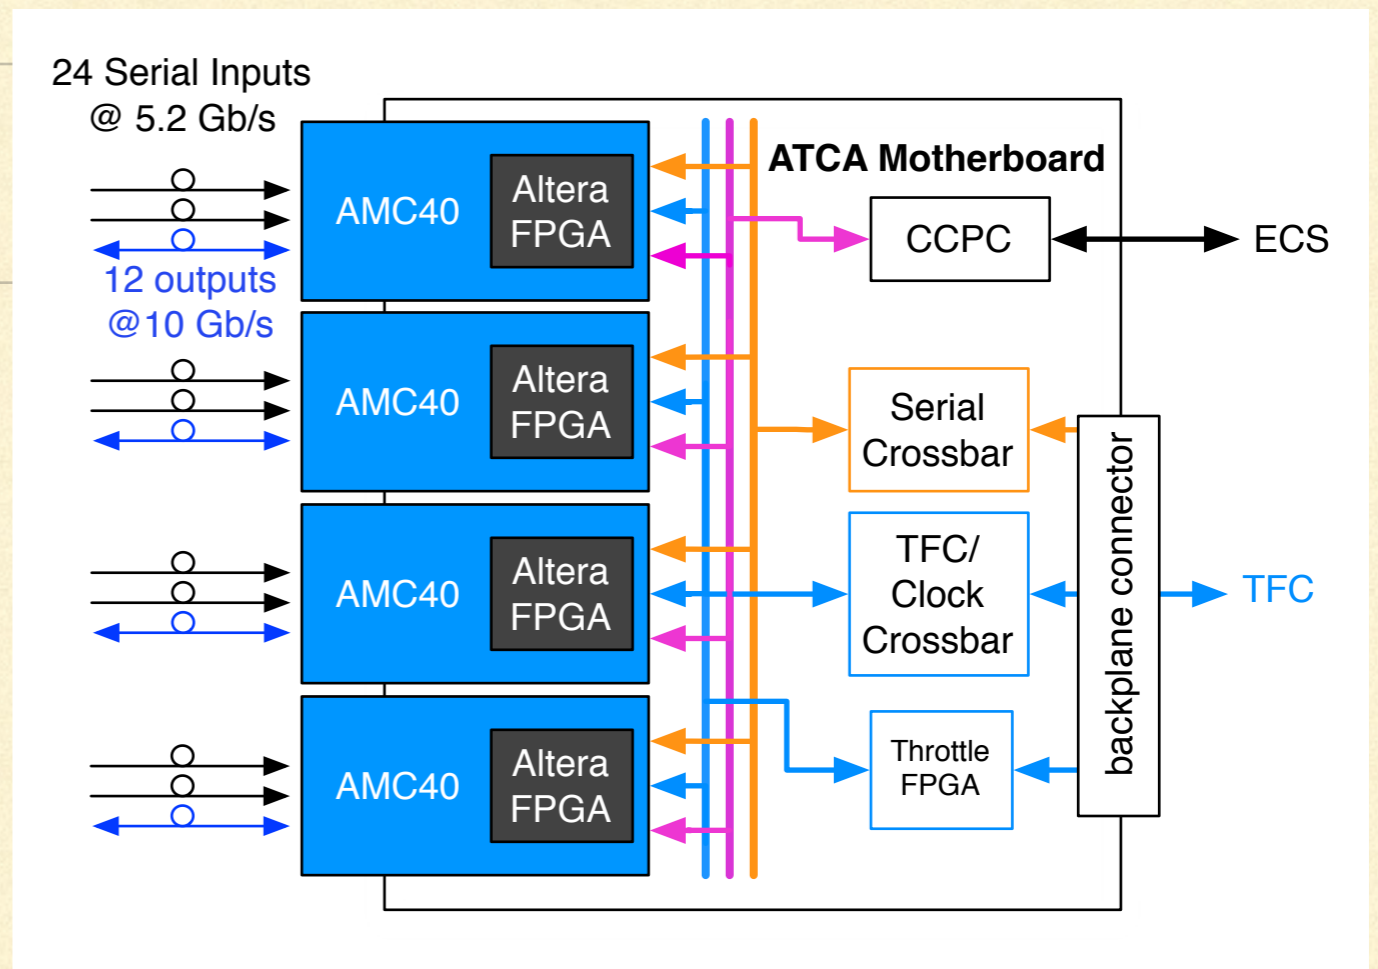 24 Serial Inputs
@ 5.2 Gb/s
12 outputs
@10 Gb/s
AMC40
Altera
FPGA
AMC40
Altera
FPGA
AMC40
Altera
FPGA
AMC40
Altera
FPGA
ATCA Motherboard
CCPC
ECS
Serial
Crossbar
TFC/
Clock
Crossbar
Throttle
FPGA
backplane connector
TFC